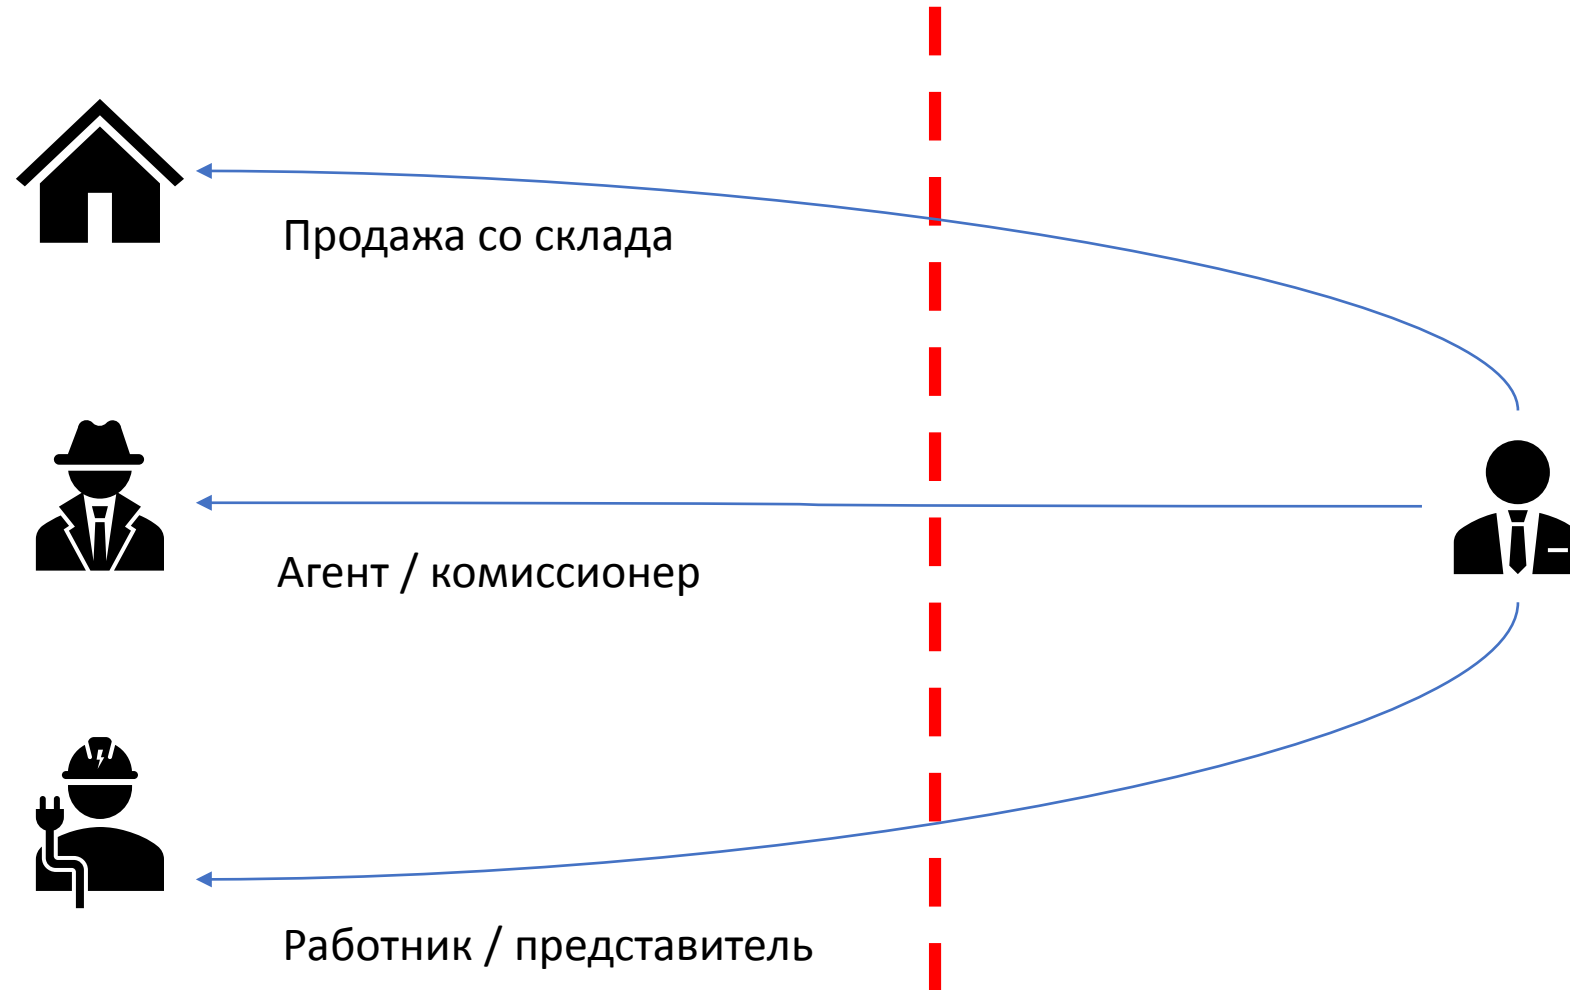 Продажа со склада
Агент / комиссионер
Работник / представитель